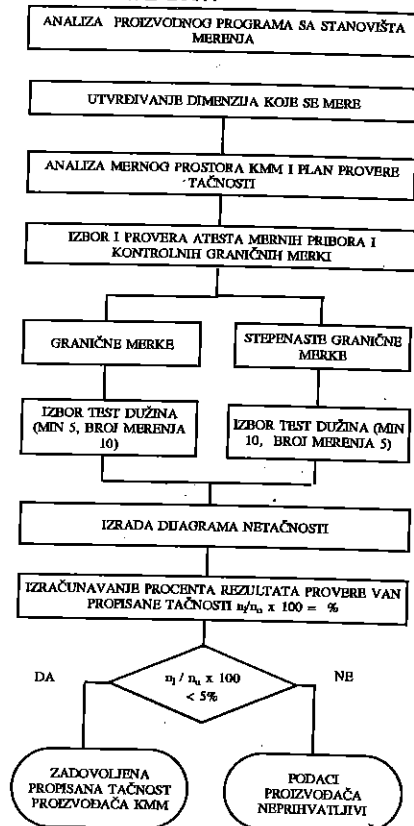 ANALIZA PROIZVODNOG PROGRAMA SA STANOVIŠTA
MERENJA
UTVRĐIVANJE DIMENZIJA KOJE SE MERE
ANALIZA MERNOG PROSTORA KMM I PLAN PROVERE
TAČNOSTI
IZBOR I PROVERA ATESTA MERNIH PRIBORA I
KONTROLNIH GRANIČNIH MERKI
GRANIČNE MERKE
STEPENASTE GRANIČNE
MERKE
IZBOR TEST DUŽINA
(MIN 5, BROJ MERENJA
10)
IZBOR TEST DUŽINA (MIN
10, BROJ MERENJA 5)
IZRADA DIJAGRAMA NETAČNOSTI
IZRAČUNAVANJE PROCENTA REZULTATA PROVERE VAN
PROPISANE TAČNOSTI n₁/nᵤ x 100 = %
DA
n₁ / nᵤ x 100
< 5%
NE
ZADOVOLJENA
PROPISANA TAČNOST
PROIZVOĐAČA KMM
PODACI
PROIZVOĐAČA
NEPRIHVATLJIVI